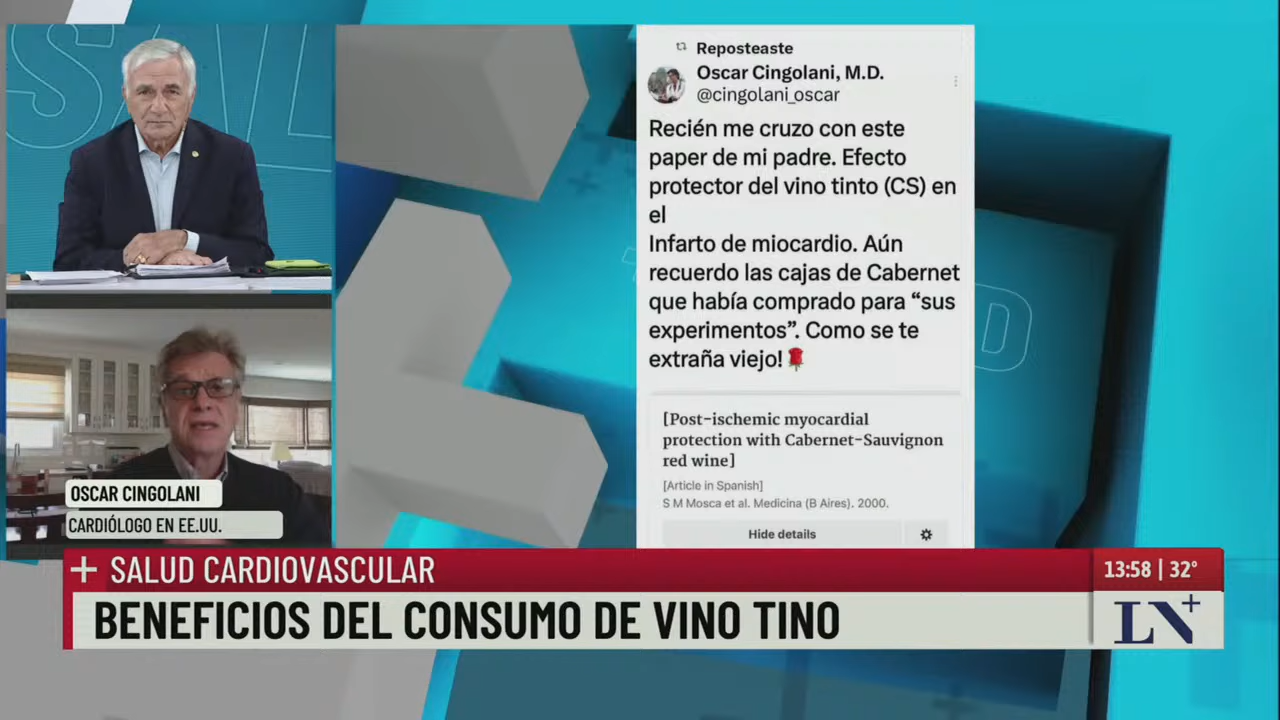 SAL
D
Reposteaste
Oscar Cingolani, M.D.
@cingolani_oscar
Recién me cruzo con este
paper de mi padre. Efecto
protector del vino tinto (CS) en
el
Infarto de miocardio. Aún
recuerdo las cajas de Cabernet
que había comprado para “sus
experimentos”. Como se te
extraña viejo!
[Post-ischemic myocardial
protection with Cabernet-Sauvignon
red wine]
[Article in Spanish]
S M Mosca et al. Medicina (B Aires). 2000.
Hide details
OSCAR CINGOLANI
CARDIÓLOGO EN EE.UU.
+ SALUD CARDIOVASCULAR
13:58 | 32°
BENEFICIOS DEL CONSUMO DE VINO TINO
LN+